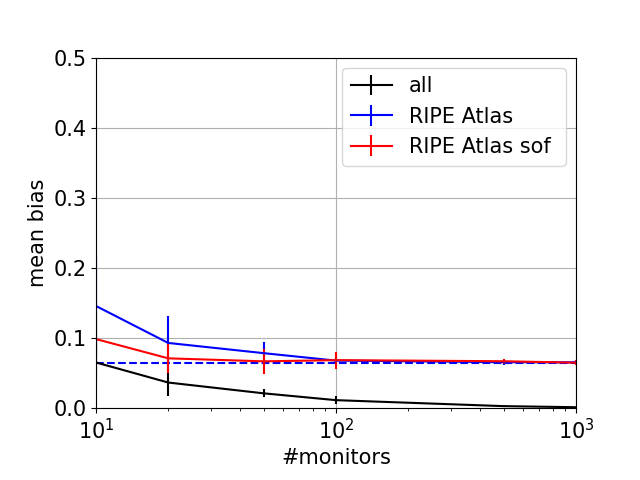 0.5
0.4
0.3
0.2
0.1
0.0
mean bias
10¹
10²
10³
#monitors
all
RIPE Atlas
RIPE Atlas sof